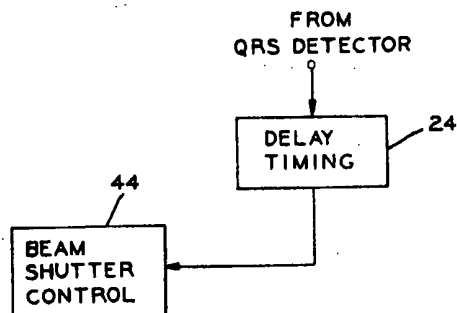 FROM
QRS DETECTOR
DELAY
TIMING
24
44
BEAM
SHUTTER
CONTROL